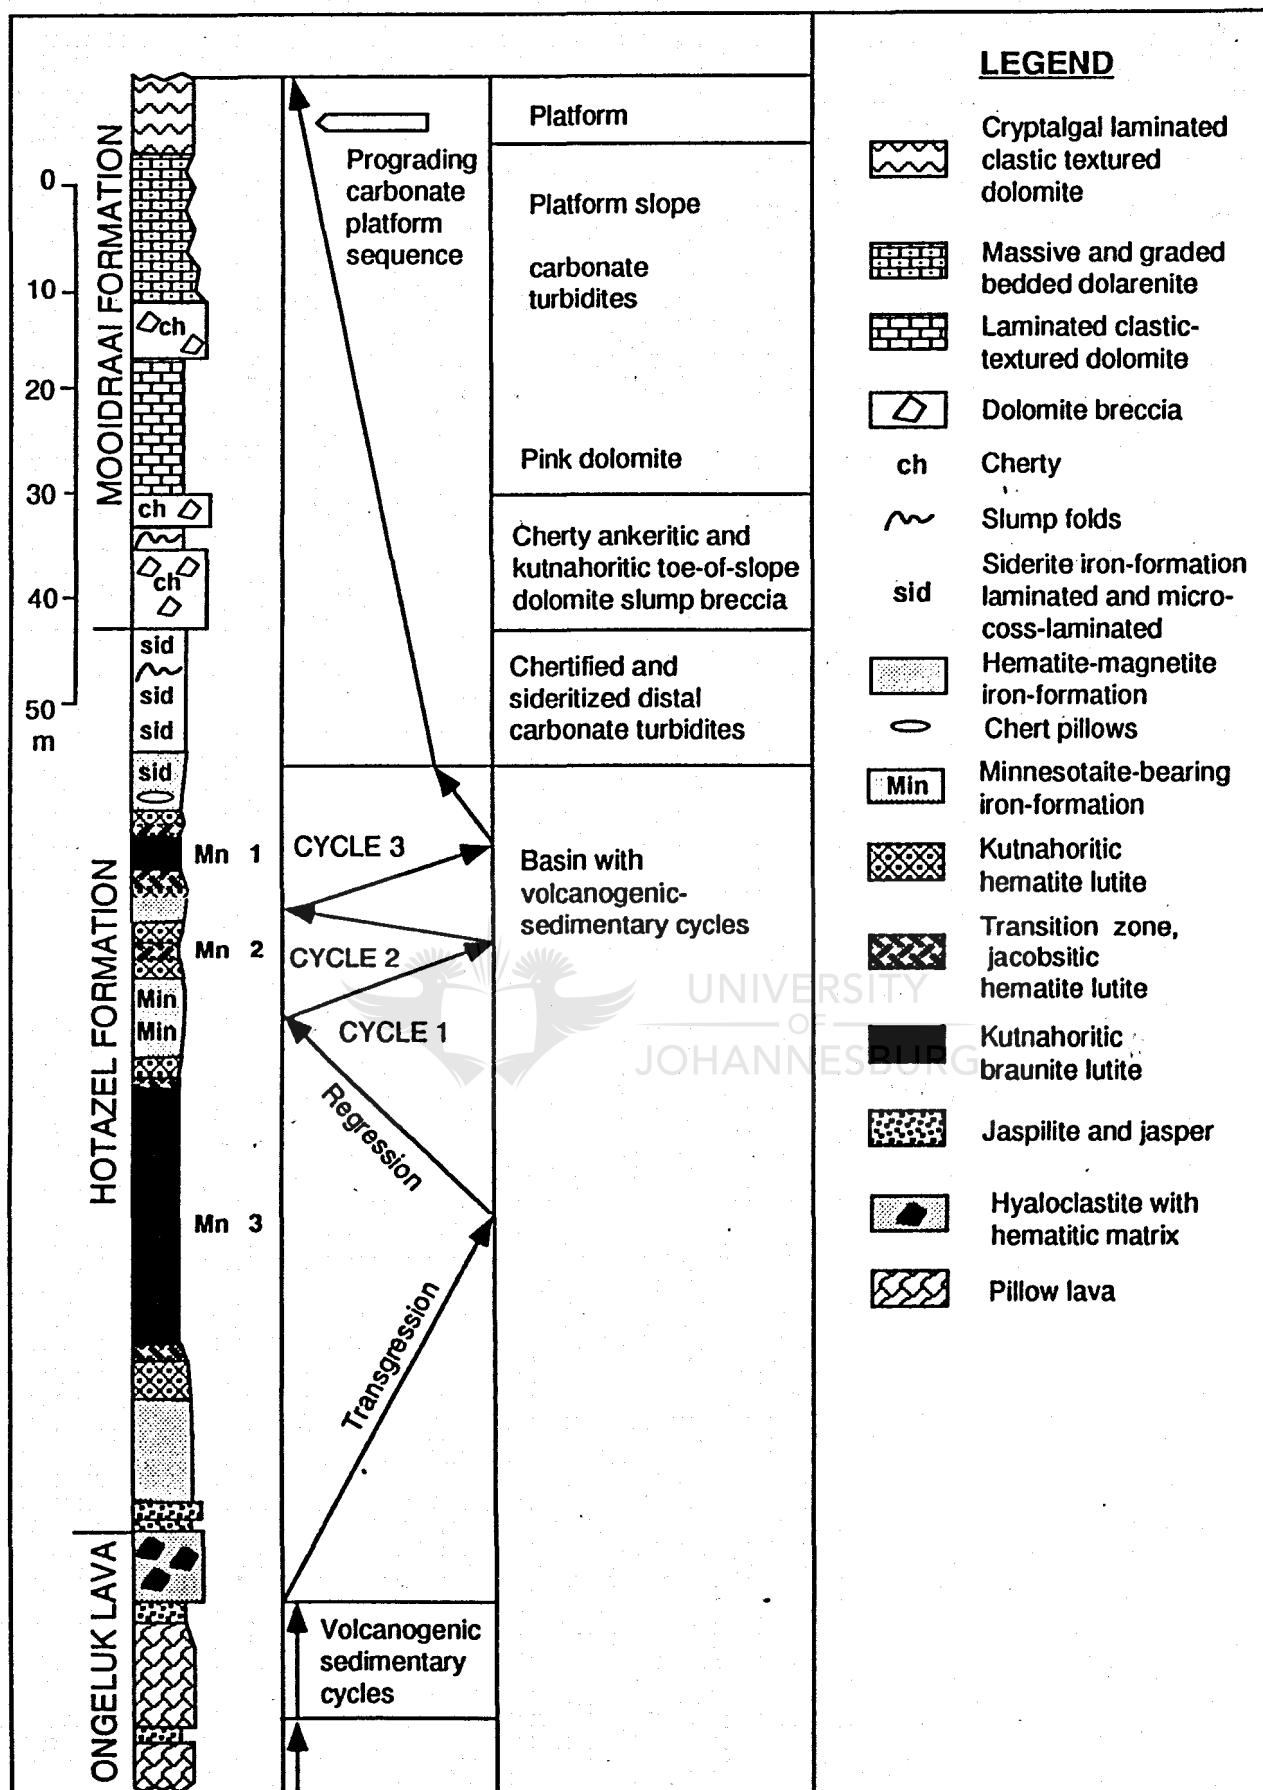 MOOIDRAAI FORMATION
HOTAZEL FORMATION
ONGELUK LAVA
0
10
20
30
40
50
m
ch
ch
ch
sid
sid
sid
sid
Mn 1
Mn 2
Min
Min
Mn 3
Prograding
carbonate
platform
sequence
CYCLE 3
CYCLE 2
CYCLE 1
Regression
Transgression
Volcanogenic
sedimentary
cycles
Platform
Platform slope
carbonate
turbidites
Pink dolomite
Cherty ankeritic and
kutnahoritic toe-of-slope
dolomite slump breccia
Chertified and
sideritized distal
carbonate turbidites
Basin with
volcanogenic-
sedimentary cycles
UNIVERSITY
OF
JOHANNESBURG
LEGEND
Cryptalgal laminated
clastic textured
dolomite
Massive and graded
bedded dolarenite
Laminated clastic-
textured dolomite
Dolomite breccia
ch Cherty
Slump folds
Siderite iron-formation
sid laminated and micro-
coss-laminated
Hematite-magnetite
iron-formation
Chert pillows
Min Minnesotaite-bearing
iron-formation
Kutnahoritic
hematite lutite
Transition zone,
jacobsitic
hematite lutite
Kutnahoritic
braunite lutite
Jaspilite and jasper
Hyaloclastite with
hematitic matrix
Pillow lava